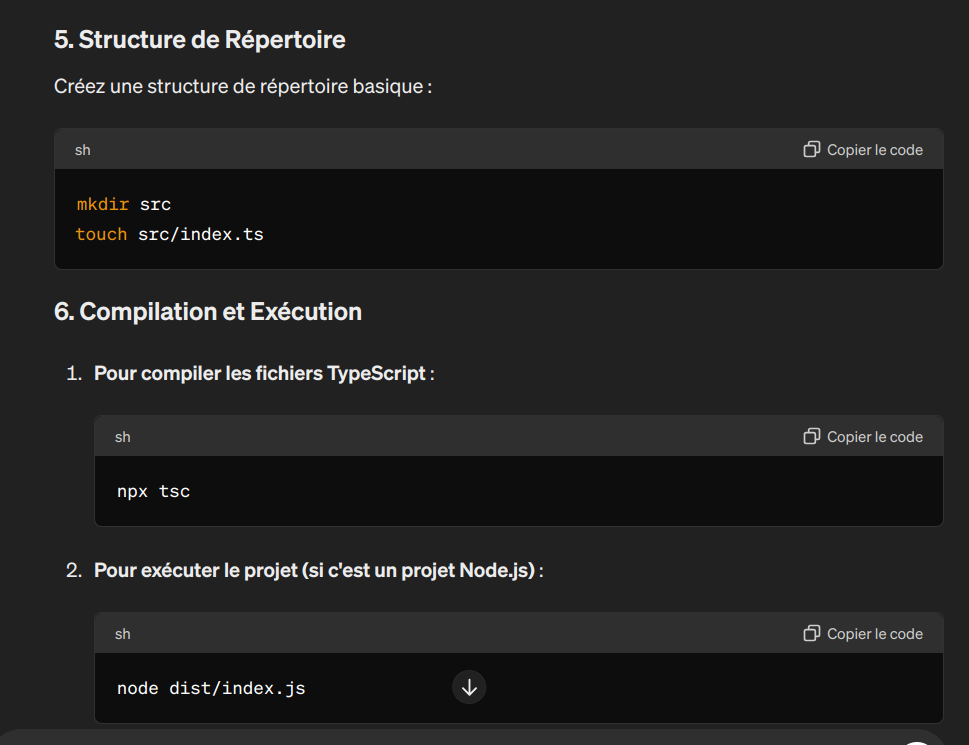 5. Structure de Répertoire
Créez une structure de répertoire basique :
sh
Copier le code
mkdir src
touch src/index.ts
6. Compilation et Exécution
1. Pour compiler les fichiers TypeScript :
sh
Copier le code
npx tsc
2. Pour exécuter le projet (si c'est un projet Node.js) :
sh
Copier le code
node dist/index.js